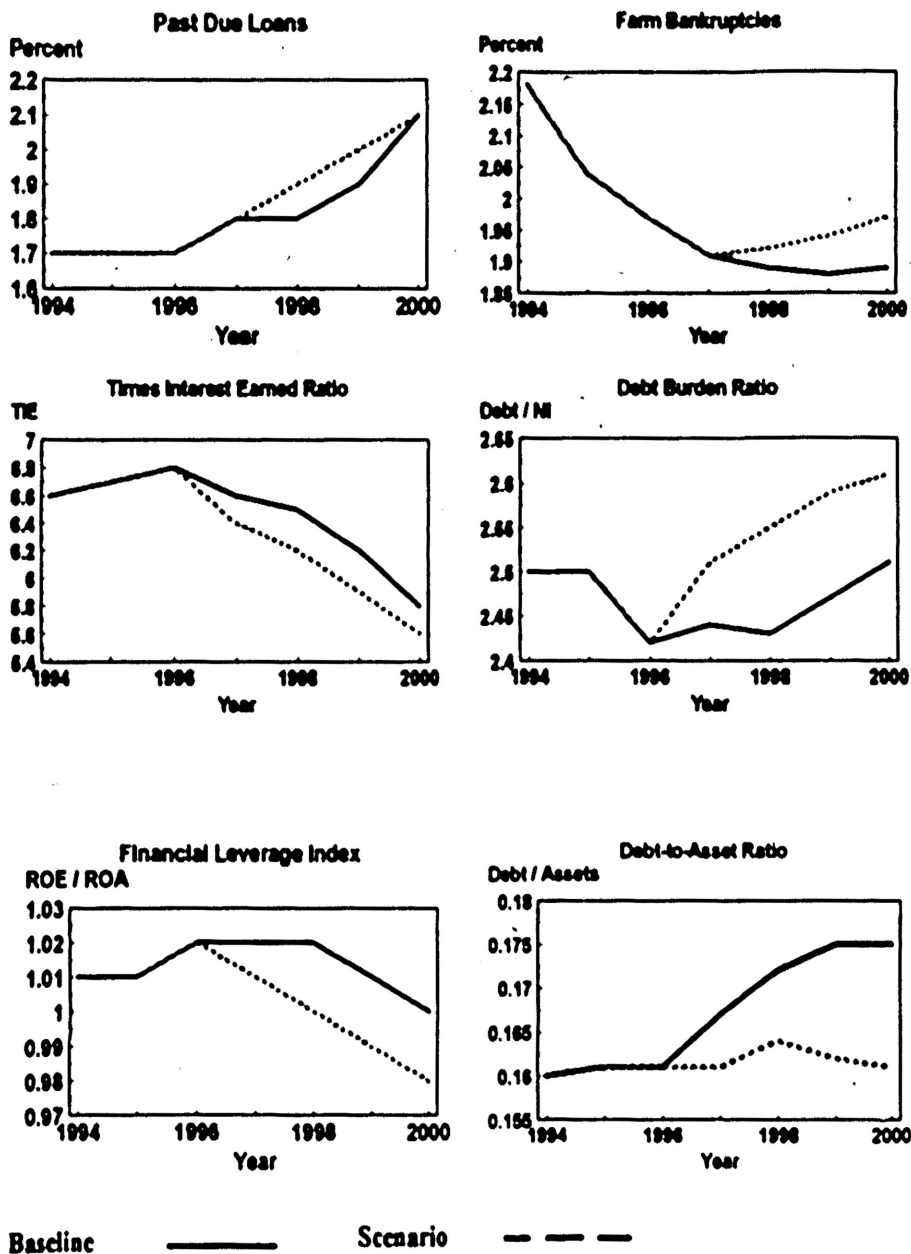 Past Due Loans
Percent
2.2
2.1
2
1.9
1.8
1.7
1.6
1994 1996 1998 2000
Year
Farm Bankruptcies
Percent
2.2
2.15
2.1
2.05
2
1.95
1.9
1.85
1994 1996 1998 2000
Year
Times Interest Earned Ratio
TIE
7
6.8
6.6
6.4
6.2
6
5.8
5.6
5.4
1994 1996 1998 2000
Year
Debt Burden Ratio
Debt / NI
2.65
2.6
2.55
2.5
2.45
2.4
1994 1996 1998 2000
Year
Financial Leverage Index
ROE / ROA
1.03
1.02
1.01
1
0.99
0.98
0.97
1994 1996 1998 2000
Year
Debt-to-Asset Ratio
Debt / Assets
0.18
0.175
0.17
0.165
0.16
0.155
1994 1996 1998 2000
Year
Baseline Scenario